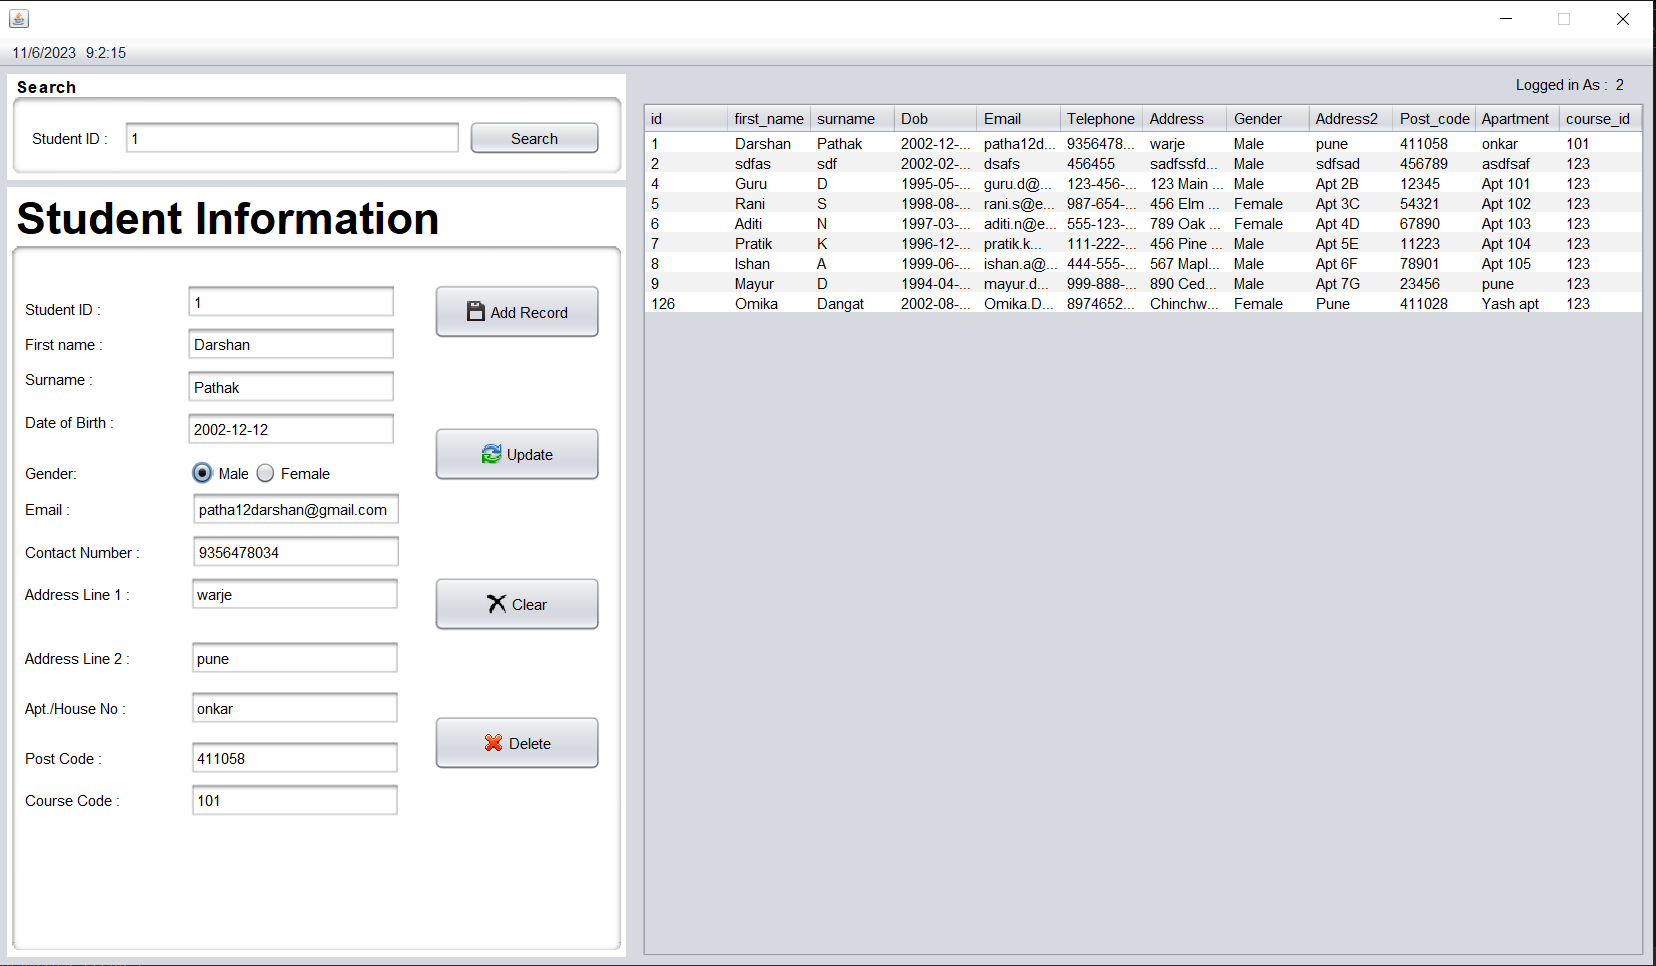 11/6/2023 9:2:15
Search
Student ID : 1 Search
Student Information
Student ID : 1
Add Record
First name : Darshan
Surname : Pathak
Date of Birth : 2002-12-12
Update
Gender: Male Female
Email : patha12darshan@gmail.com
Contact Number : 9356478034
Address Line 1 : warje
Clear
Address Line 2 : pune
Apt./House No : onkar
Delete
Post Code : 411058
Course Code : 101
Logged in As : 2
id first_name surname Dob Email Telephone Address Gender Address2 Post_code Apartment course_id
1 Darshan Pathak 2002-12-... patha12d... 9356478... warje Male pune 411058 onkar 101
2 sdfas sdf 2002-02-... dsafs 456455 sadfssfd... Male sdfsad 456789 asdfsaf 123
4 Guru D 1995-05-... guru.d@... 123-456-... 123 Main ... Male Apt 2B 12345 Apt 101 123
5 Rani S 1998-08-... rani.s@e... 987-654-... 456 Elm ... Female Apt 3C 54321 Apt 102 123
6 Aditi N 1997-03-... aditi.n@e... 555-123-... 789 Oak ... Female Apt 4D 67890 Apt 103 123
7 Pratik K 1996-12-... pratik.k... 111-222-... 456 Pine ... Male Apt 5E 11223 Apt 104 123
8 Ishan A 1999-06-... ishan.a@... 444-555-... 567 Mapl... Male Apt 6F 78901 Apt 105 123
9 Mayur D 1994-04-... mayur.d... 999-888-... 890 Ced... Male Apt 7G 23456 pune 123
126 Omika Dangat 2002-08-... Omika.D... 8974652... Chinchw... Female Pune 411028 Yash apt 123